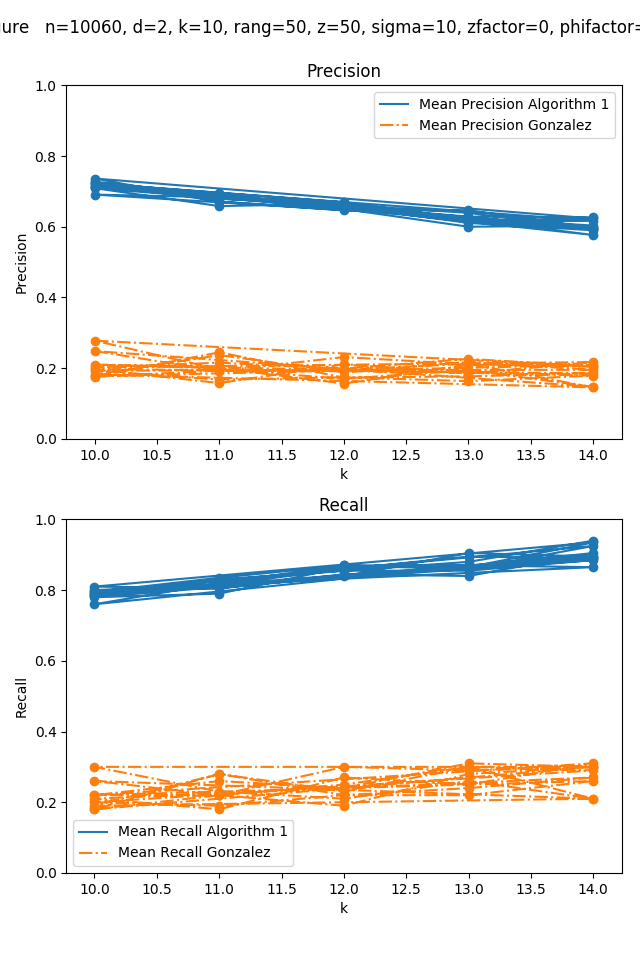 ure   n=10060, d=2, k=10, rang=50, z=50, sigma=10, zfactor=0, phifactor=
Precision
1.0
Mean Precision Algorithm 1
Mean Precision Gonzalez
0.8
0.6
Precision
0.4
0.2
0.0
10.0 10.5 11.0 11.5 12.0 12.5 13.0 13.5 14.0
k
Recall
1.0
0.8
0.6
Recall
0.4
0.2
Mean Recall Algorithm 1
Mean Recall Gonzalez
0.0
10.0 10.5 11.0 11.5 12.0 12.5 13.0 13.5 14.0
k